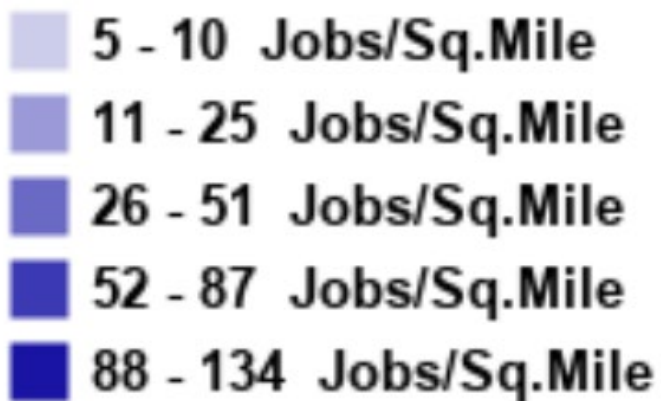 5 - 10 Jobs/Sq.Mile
11 - 25 Jobs/Sq.Mile
26 - 51 Jobs/Sq.Mile
52 - 87 Jobs/Sq.Mile
88 - 134 Jobs/Sq.Mile